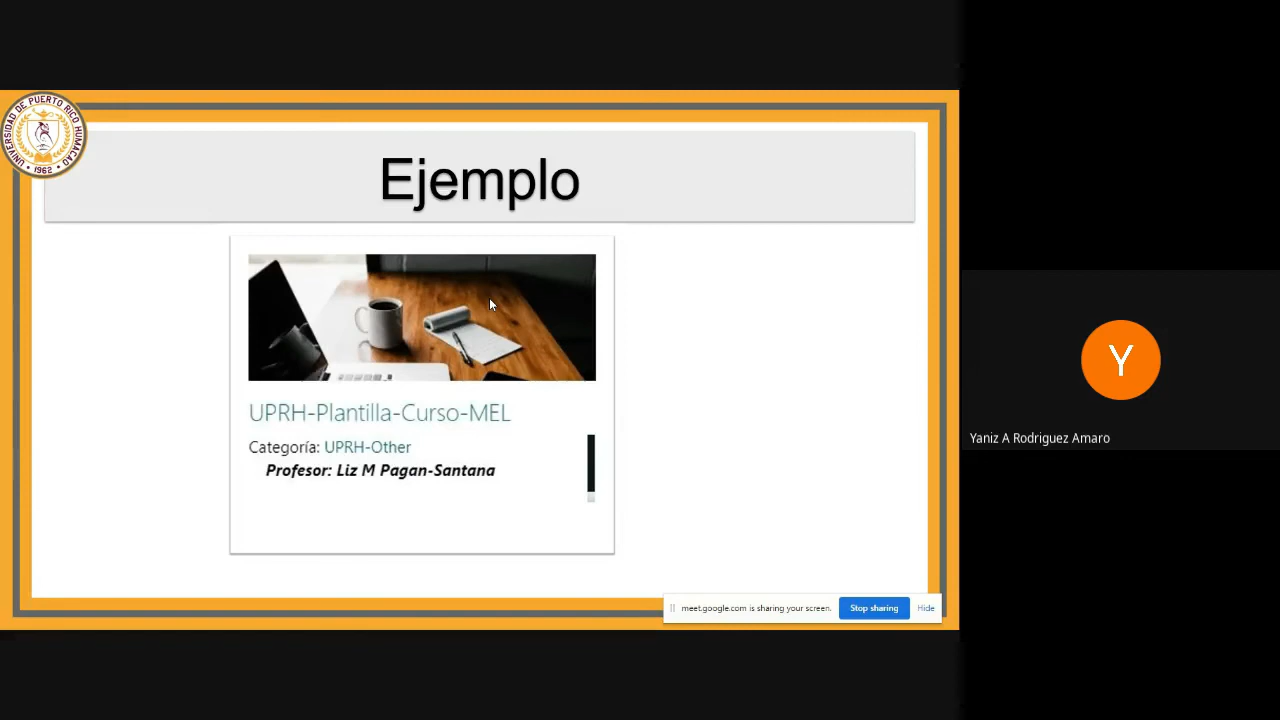 UNIVERSIDAD DE PUERTO RICO HUMACAO
• 1962 •
Ejemplo
UPRH-Plantilla-Curso-MEL
Categoría: UPRH-Other
Profesor: Liz M Pagan-Santana
meet.google.com is sharing your screen.
Stop sharing
Hide
Y
Yaniz A Rodriguez Amaro